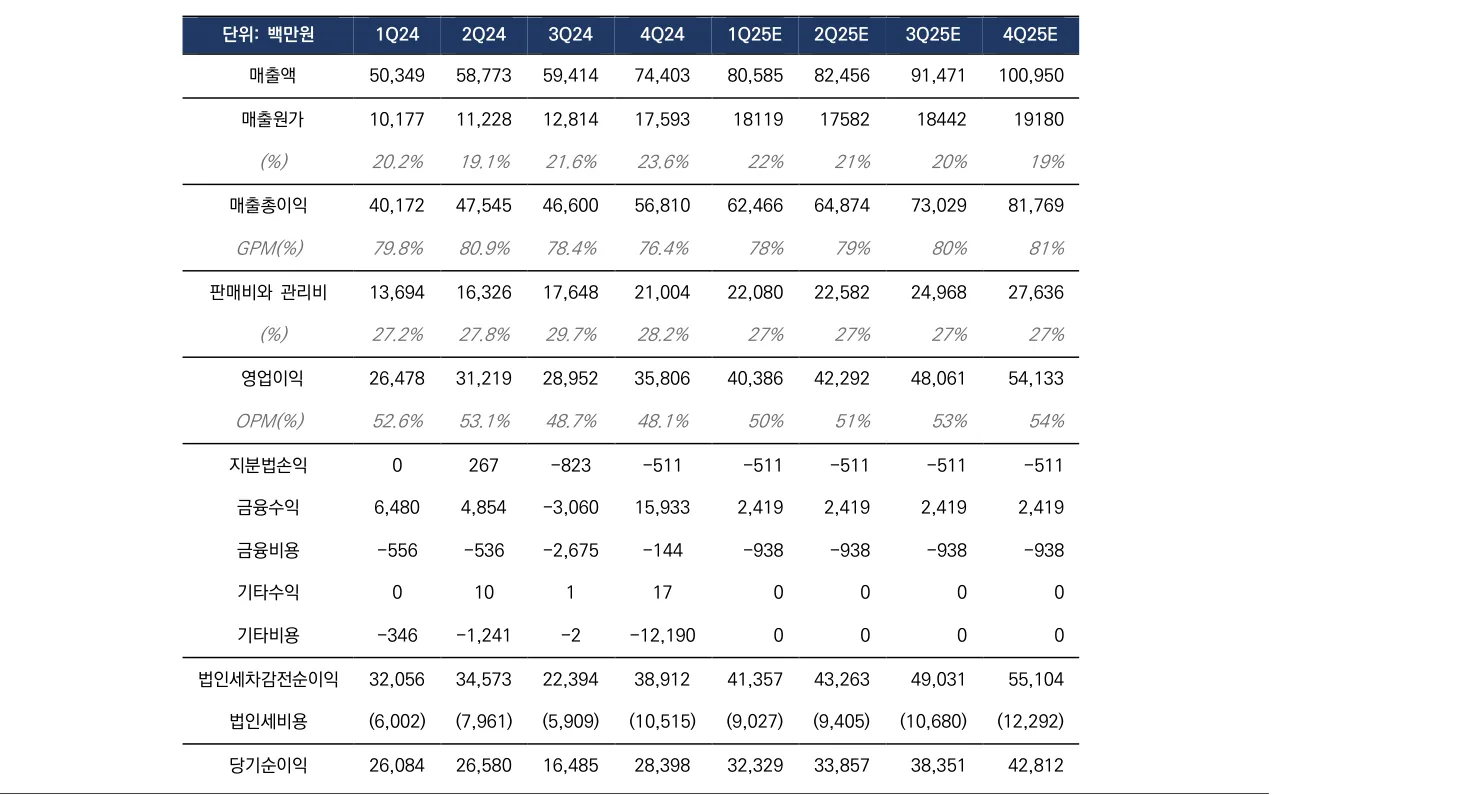 단위: 백만원 1Q24 2Q24 3Q24 4Q24 1Q25E 2Q25E 3Q25E 4Q25E
매출액 50,349 58,773 59,414 74,403 80,585 82,456 91,471 100,950
매출원가 10,177 11,228 12,814 17,593 18119 17582 18442 19180
(%) 20.2% 19.1% 21.6% 23.6% 22% 21% 20% 19%
매출총이익 40,172 47,545 46,600 56,810 62,466 64,874 73,029 81,769
GPM(%) 79.8% 80.9% 78.4% 76.4% 78% 79% 80% 81%
판매비와 관리비 13,694 16,326 17,648 21,004 22,080 22,582 24,968 27,636
(%) 27.2% 27.8% 29.7% 28.2% 27% 27% 27% 27%
영업이익 26,478 31,219 28,952 35,806 40,386 42,292 48,061 54,133
OPM(%) 52.6% 53.1% 48.7% 48.1% 50% 51% 53% 54%
지분법손익 0 267 -823 -511 -511 -511 -511 -511
금융수익 6,480 4,854 -3,060 15,933 2,419 2,419 2,419 2,419
금융비용 -556 -536 -2,675 -144 -938 -938 -938 -938
기타수익 0 10 1 17 0 0 0 0
기타비용 -346 -1,241 -2 -12,190 0 0 0 0
법인세차감전순이익 32,056 34,573 22,394 38,912 41,357 43,263 49,031 55,104
법인세비용 (6,002) (7,961) (5,909) (10,515) (9,027) (9,405) (10,680) (12,292)
당기순이익 26,084 26,580 16,485 28,398 32,329 33,857 38,351 42,812